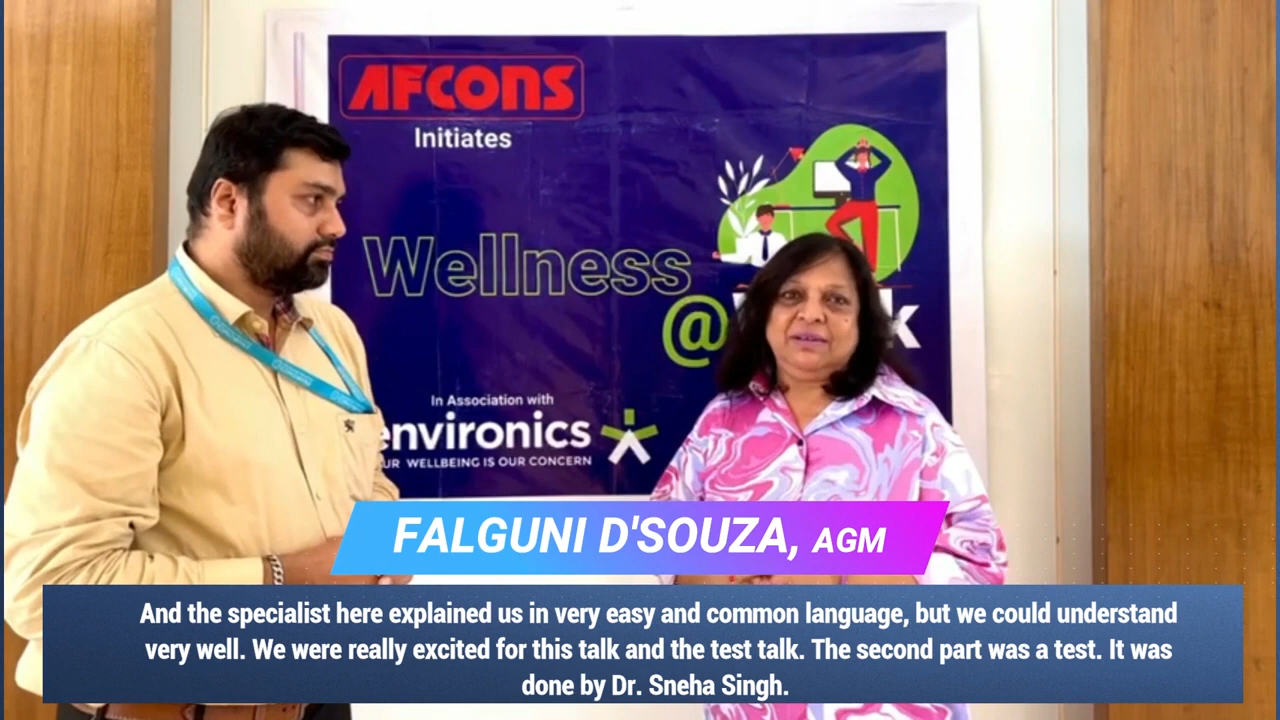 AFCONS
Initiates
Wellness
@
k
In Association with
environics
UR WELLBEING IS OUR CONCERN
FALGUNI D'SOUZA, AGM
And the specialist here explained us in very easy and common language, but we could understand
very well. We were really excited for this talk and the test talk. The second part was a test. It was
done by Dr. Sneha Singh.